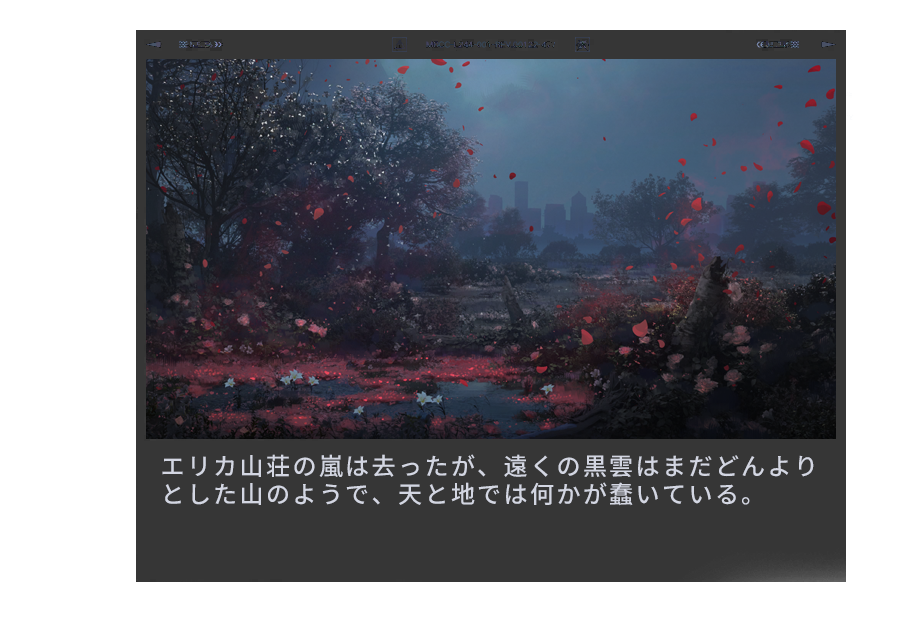 エリカ山荘の嵐は去ったが、遠くの黒雲はまだどんより
とした山のようで、天と地では何かが蠢いている。